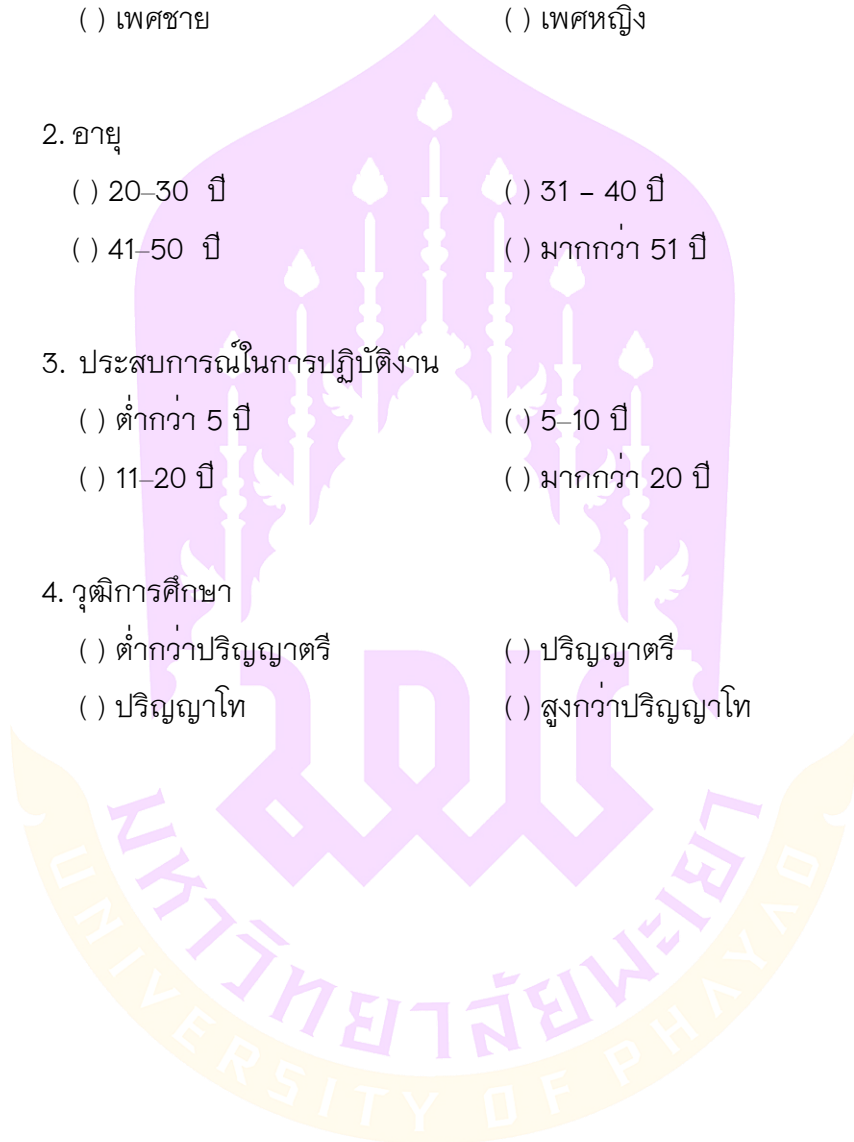 ( ) เพศชาย ( ) เพศหญิง
2. อายุ
( ) 20–30 ปี ( ) 31 – 40 ปี
( ) 41–50 ปี ( ) มากกว่า 51 ปี
3. ประสบการณ์ในการปฏิบัติงาน
( ) ต่ำกว่า 5 ปี ( ) 5–10 ปี
( ) 11–20 ปี ( ) มากกว่า 20 ปี
4. วุฒิการศึกษา
( ) ต่ำกว่าปริญญาตรี ( ) ปริญญาตรี
( ) ปริญญาโท ( ) สูงกว่าปริญญาโท
มหาวิทยาลัยพะเยา
UNIVERSITY OF PHAYAO